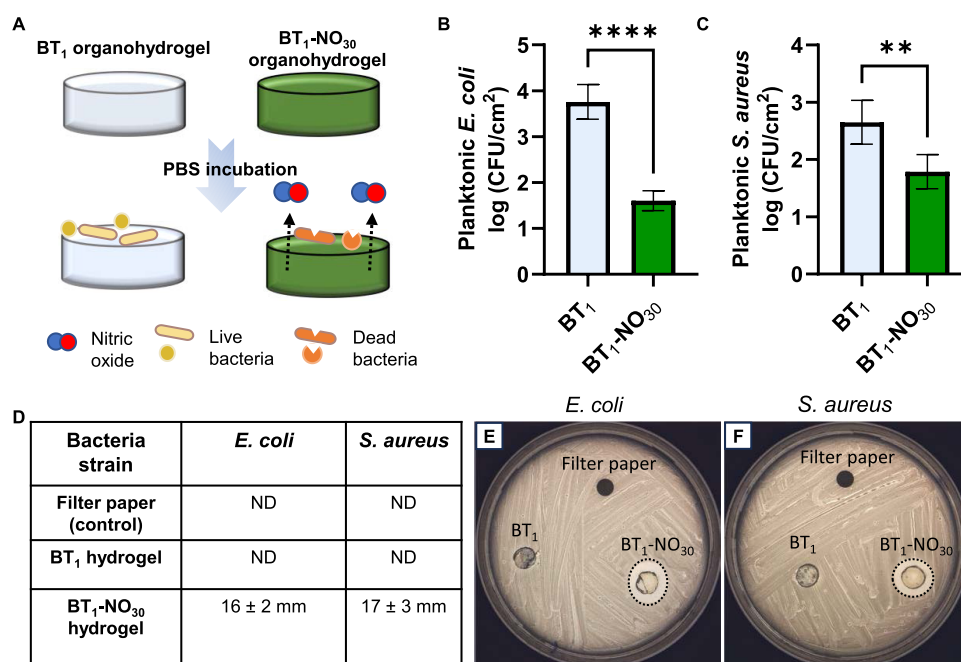 A
BT₁ organohydrogel
BT₁-NO₃₀
organohydrogel
PBS incubation
Nitric
oxide
Live
bacteria
Dead
bacteria
B
****
Planktonic E. coli
log (CFU/cm²)
5
4
3
2
1
0
BT₁
BT₁-NO₃₀
C
**
Planktonic S. aureus
log (CFU/cm²)
4
3
2
1
0
BT₁
BT₁-NO₃₀
D
Bacteria
strain
E. coli
S. aureus
Filter paper
(control)
ND
ND
BT₁ hydrogel
ND
ND
BT₁-NO₃₀
hydrogel
16 ± 2 mm
17 ± 3 mm
E. coli
E
Filter paper
BT₁
BT₁-NO₃₀
S. aureus
F
Filter paper
BT₁
BT₁-NO₃₀